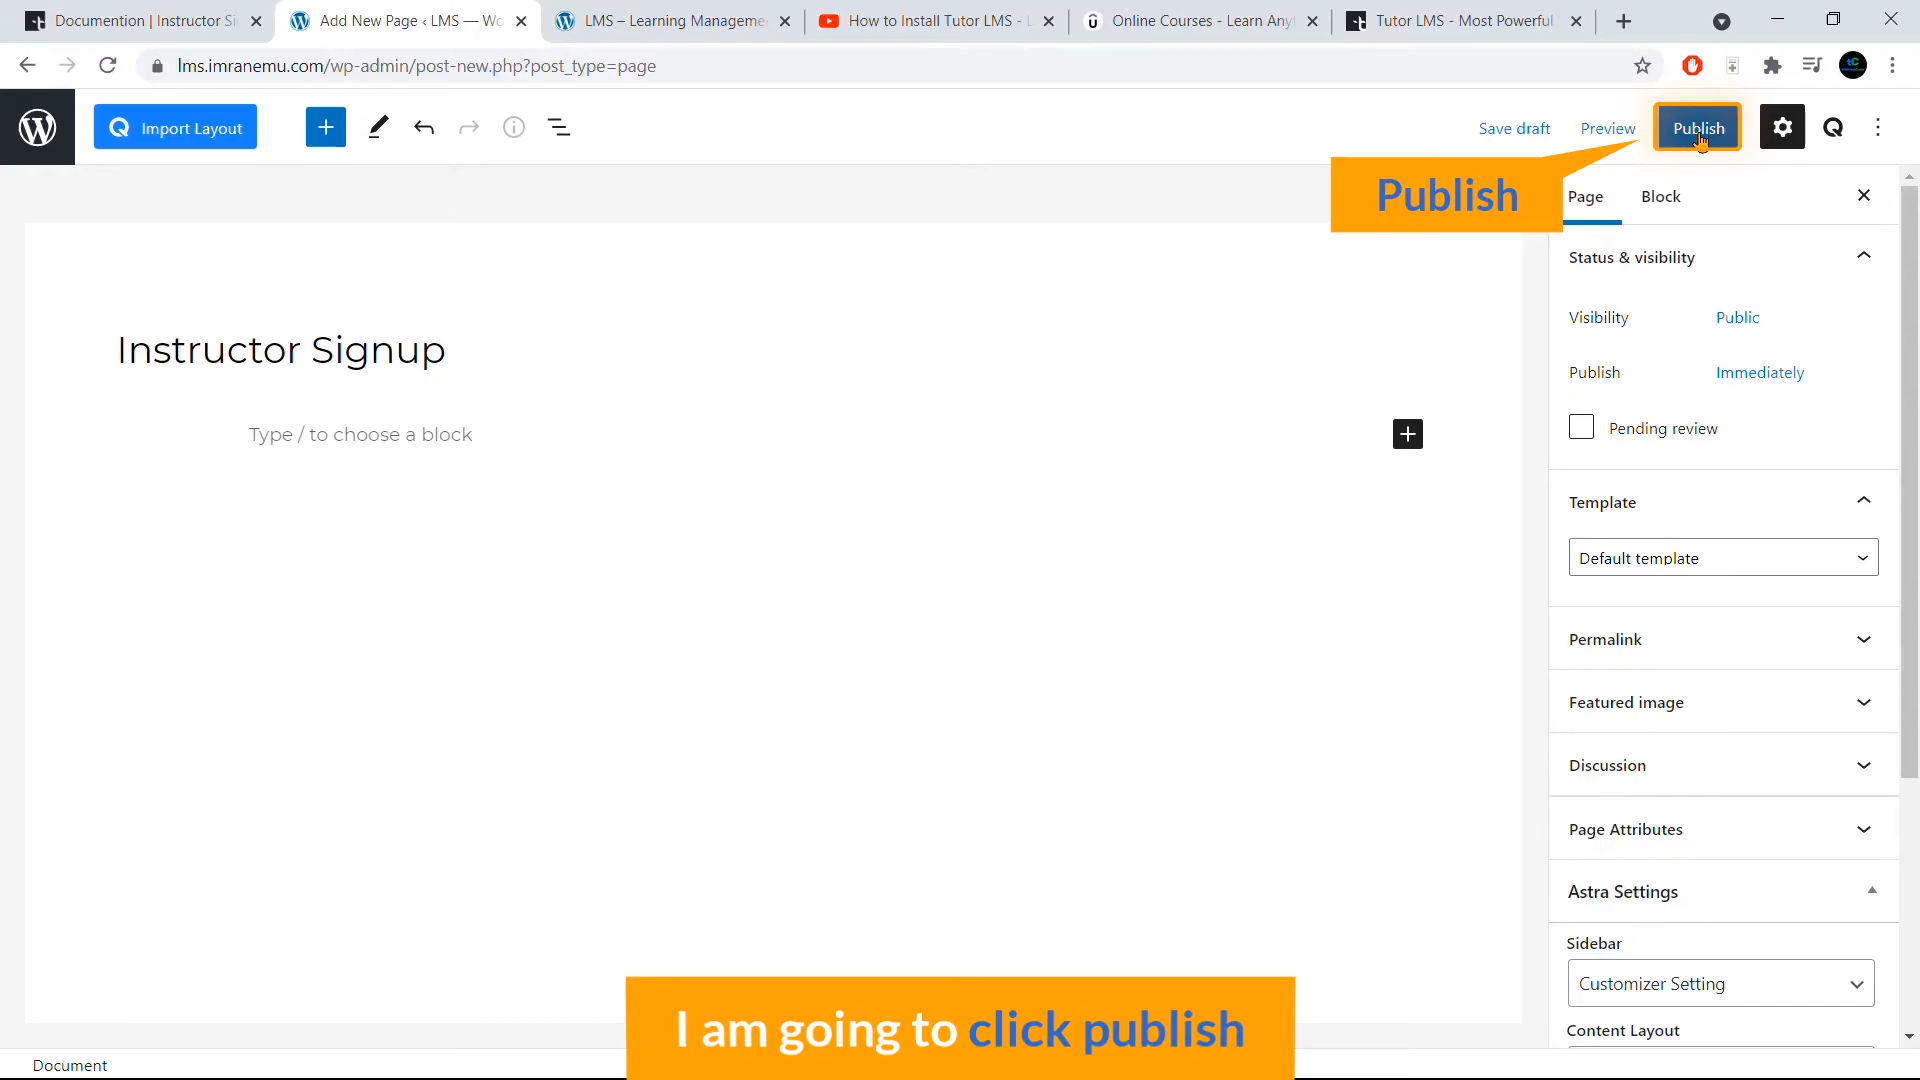 Documention | Instructor Si
Add New Page ‹ LMS — Wo
LMS – Learning Manageme
How to Install Tutor LMS - L
Online Courses - Learn Any
Tutor LMS - Most Powerful
lms.imranemu.com/wp-admin/post-new.php?post_type=page
Import Layout
Save draft
Preview
Publish
Publish
Page
Block
Status & visibility
Visibility
Public
Publish
Immediately
Pending review
Instructor Signup
Type / to choose a block
Template
Default template
Permalink
Featured image
Discussion
Page Attributes
Astra Settings
Sidebar
Customizer Setting
Content Layout
I am going to click publish
Document